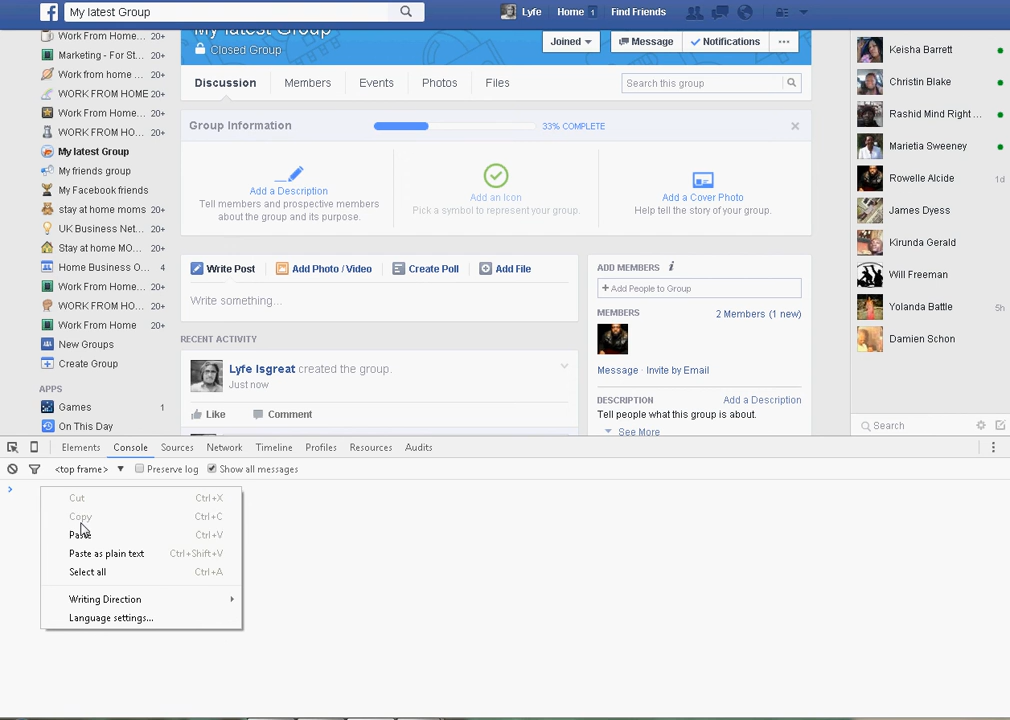 My latest Group
Lyfe
Home 1
Find Friends
Work From Home... 20+
Marketing - For St... 20+
Work from home ... 20+
WORK FROM HOME 20+
Work From Home... 20+
WORK FROM HO... 20+
My latest Group
My friends group
My Facebook friends
stay at home moms 20+
UK Business Net... 20+
Stay at home MO... 20+
Home Business O... 4
Work From Home... 20+
WORK FROM HO... 20+
Work From Home 20+
New Groups
Create Group
APPS
Games 1
On This Day
My latest Group
Closed Group
Joined
Message
Notifications
Discussion
Members
Events
Photos
Files
Search this group
Group Information
33% COMPLETE
Add a Description
Tell members and prospective members
about the group and its purpose.
Add an Icon
Pick a symbol to represent your group.
Add a Cover Photo
Help tell the story of your group.
Write Post
Add Photo / Video
Create Poll
Add File
Write something...
RECENT ACTIVITY
Lyfe Isgreat created the group.
Just now
Like
Comment
ADD MEMBERS
+ Add People to Group
MEMBERS
2 Members (1 new)
Message · Invite by Email
DESCRIPTION
Add a Description
Tell people what this group is about.
See More
Keisha Barrett
Christin Blake
Rashid Mind Right ...
Marietia Sweeney
Rowelle Alcide 1d
James Dyess
Kirunda Gerald
Will Freeman
Yolanda Battle 5h
Damien Schon
Search
Elements
Console
Sources
Network
Timeline
Profiles
Resources
Audits
<top frame>
Preserve log
Show all messages
Cut Ctrl+X
Copy Ctrl+C
Paste Ctrl+V
Paste as plain text Ctrl+Shift+V
Select all Ctrl+A
Writing Direction
Language settings...